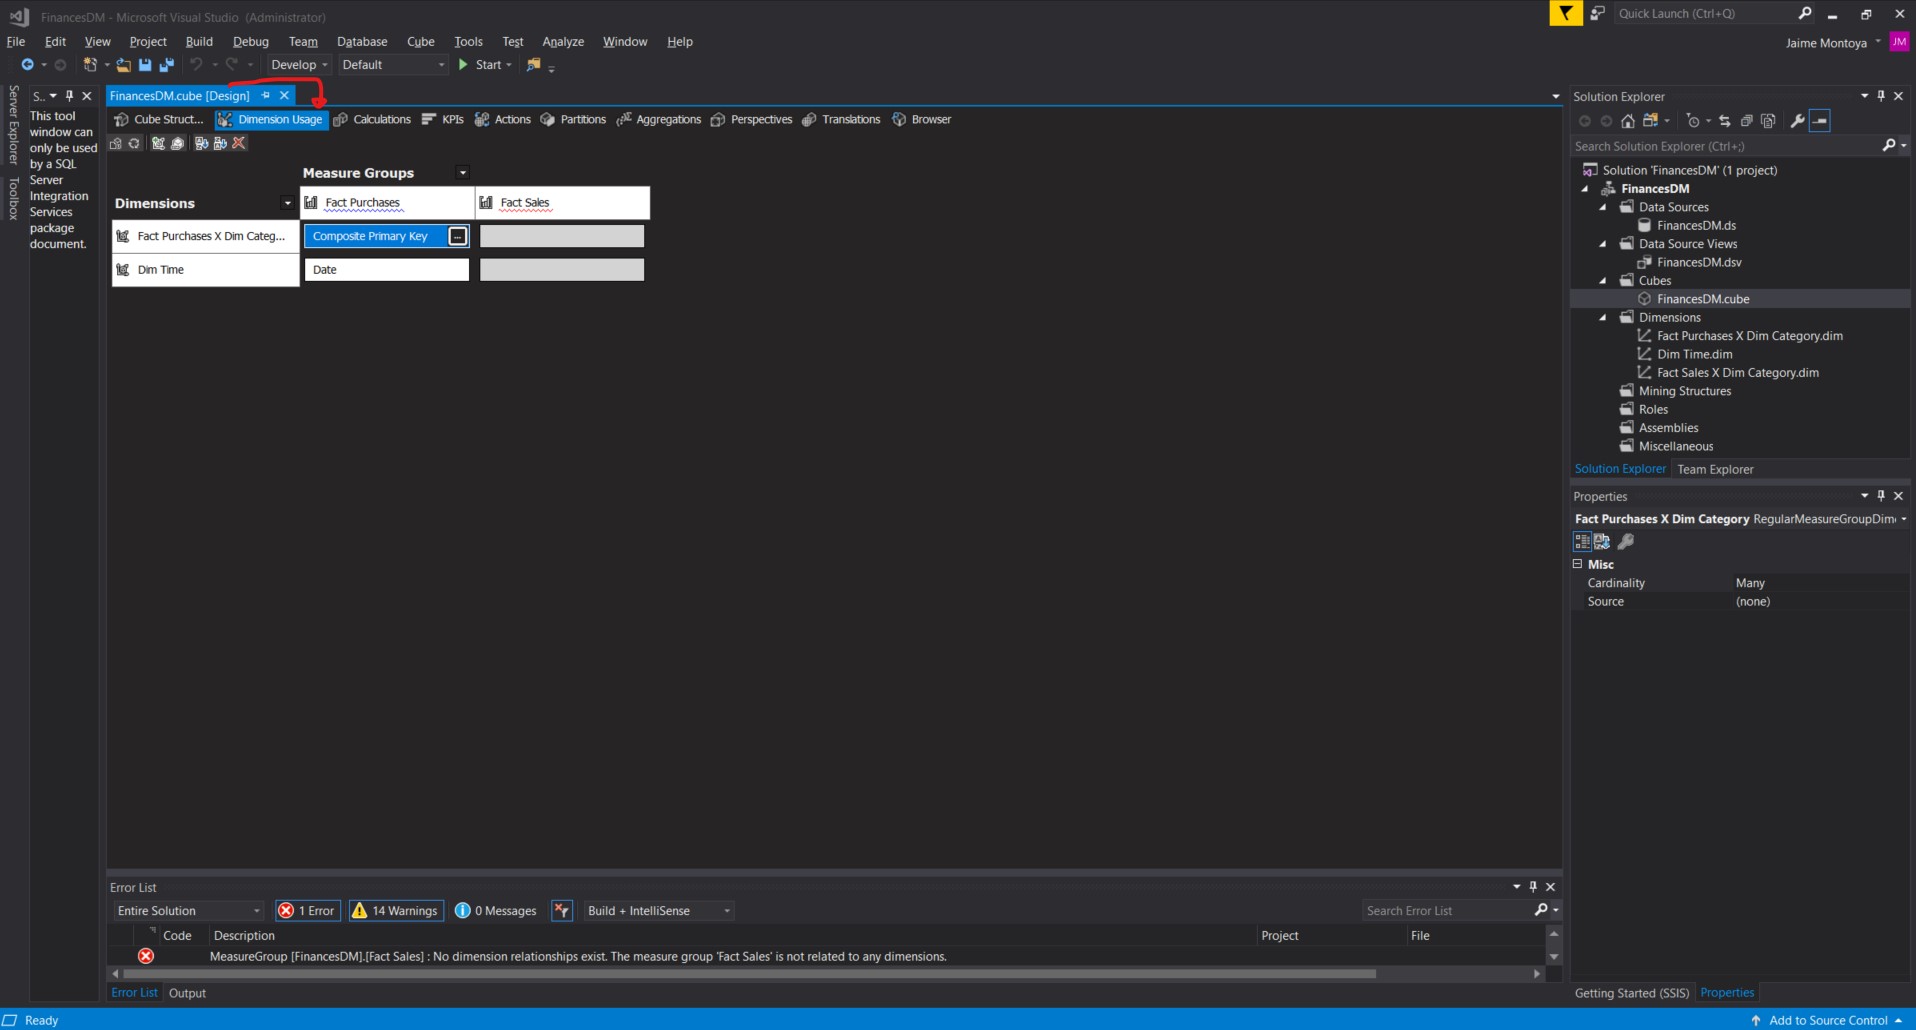 FinancesDM - Microsoft Visual Studio (Administrator)
Quick Launch (Ctrl+Q)
File Edit View Project Build Debug Team Database Cube Tools Test Analyze Window Help
Jaime Montoya JM
Develop Default Start
Server Explorer
Toolbox
S..
This tool
window can
only be used
by a SQL
Server
Integration
Services
package
document.
FinancesDM.cube [Design]
Cube Struct... Dimension Usage Calculations KPIs Actions Partitions Aggregations Perspectives Translations Browser
Measure Groups
Dimensions Fact Purchases Fact Sales
Fact Purchases X Dim Categ... Composite Primary Key ...
Dim Time Date
Solution Explorer
Search Solution Explorer (Ctrl+;)
Solution 'FinancesDM' (1 project)
FinancesDM
Data Sources
FinancesDM.ds
Data Source Views
FinancesDM.dsv
Cubes
FinancesDM.cube
Dimensions
Fact Purchases X Dim Category.dim
Dim Time.dim
Fact Sales X Dim Category.dim
Mining Structures
Roles
Assemblies
Miscellaneous
Solution Explorer Team Explorer
Properties
Fact Purchases X Dim Category RegularMeasureGroupDim
Misc
Cardinality Many
Source (none)
Getting Started (SSIS) Properties
Error List
Entire Solution 1 Error 14 Warnings 0 Messages Build + IntelliSense Search Error List
Code Description Project File
MeasureGroup [FinancesDM].[Fact Sales] : No dimension relationships exist. The measure group 'Fact Sales' is not related to any dimensions.
Error List Output
Ready Add to Source Control